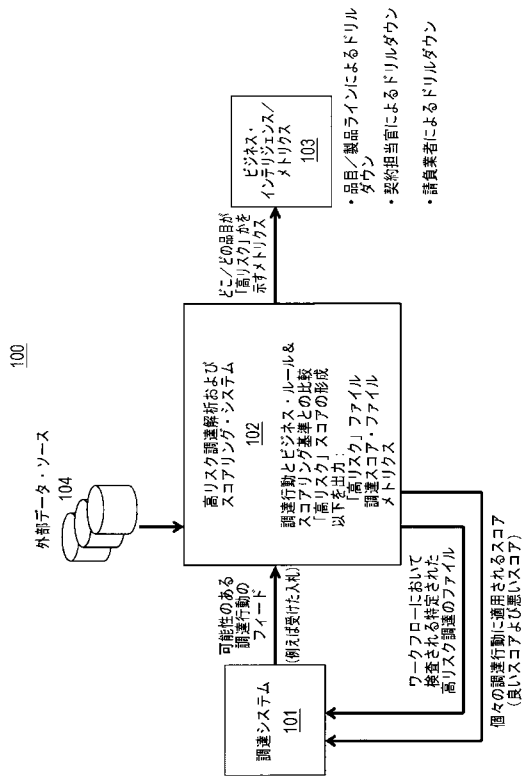 100
外部データ・ソース
104
調達システム
101
可能性のある
調達行動の
フィード
(例えば受けた入札)
高リスク調達解析および
スコアリング・システム
102
調達行動とビジネス・ルール&
スコアリング基準との比較
「高リスク」スコアの形成
以下を出力:
「高リスク」ファイル
調達スコア・ファイル
メトリクス
どこ/どの品目が
「高リスク」かを
示すメトリクス
ビジネス・
インテリジェンス/
メトリクス
103
・品目/製品ラインによるドリル
ダウン
・契約担当官によるドリルダウン
・請負業者によるドリルダウン
ワークフローにおいて
検査される特定された
高リスク調達のファイル
個々の調達行動に適用されるスコア
(良いスコアおよび悪いスコア)